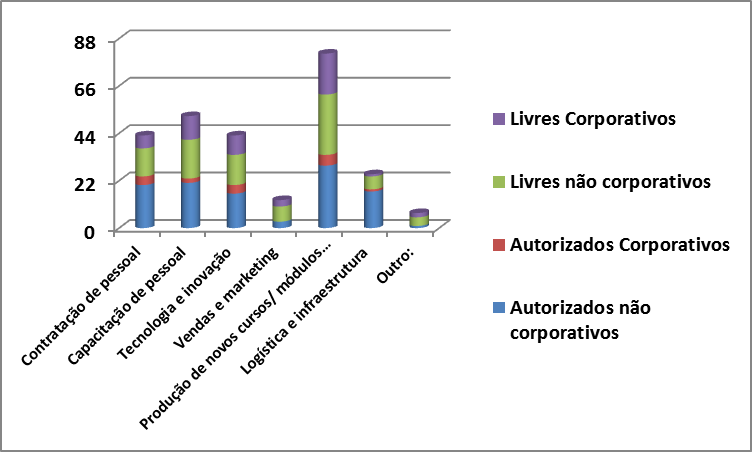 88
66
44
22
0
Contratação de pessoal
Capacitação de pessoal
Tecnologia e inovação
Vendas e marketing
Produção de novos cursos/ módulos...
Logística e infraestrutura
Outro:
Livres Corporativos
Livres não corporativos
Autorizados Corporativos
Autorizados não
corporativos